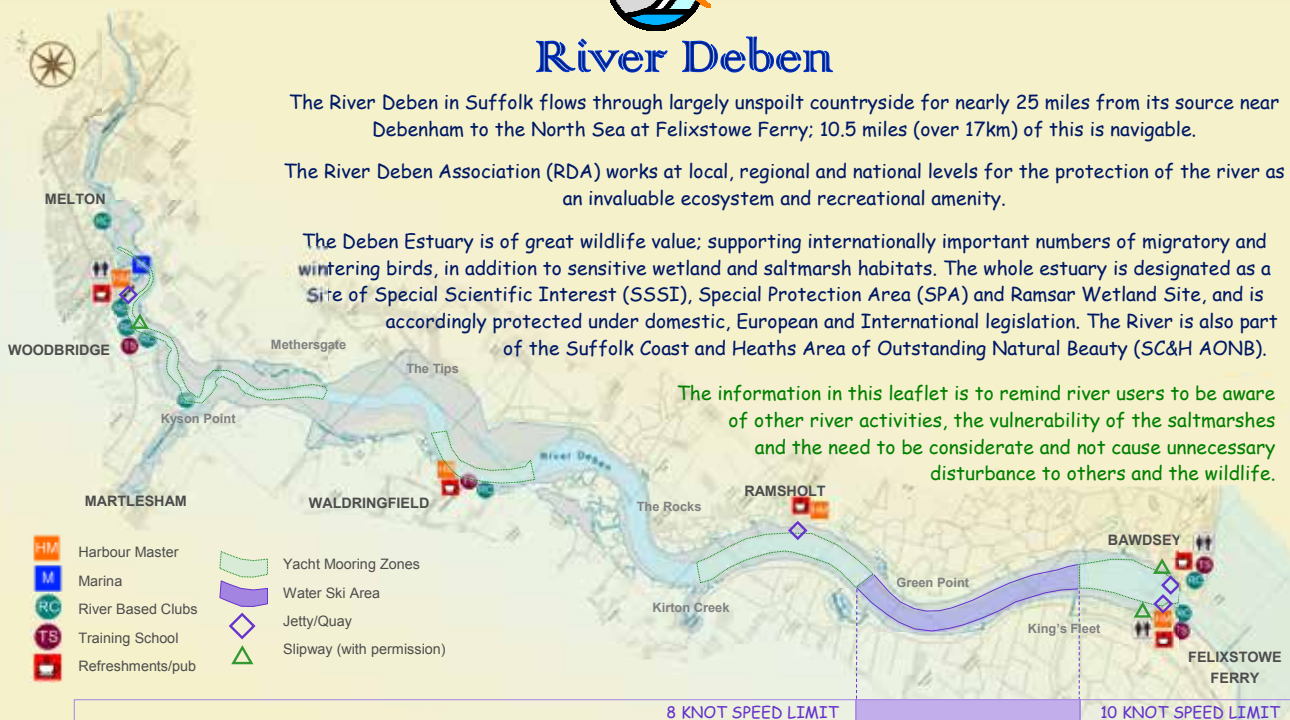 River Deben
The River Deben in Suffolk flows through largely unspoilt countryside for nearly 25 miles from its source near
Debenham to the North Sea at Felixstowe Ferry; 10.5 miles (over 17km) of this is navigable.
The River Deben Association (RDA) works at local, regional and national levels for the protection of the river as
an invaluable ecosystem and recreational amenity.
The Deben Estuary is of great wildlife value; supporting internationally important numbers of migratory and
wintering birds, in addition to sensitive wetland and saltmarsh habitats. The whole estuary is designated as a
Site of Special Scientific Interest (SSSI), Special Protection Area (SPA) and Ramsar Wetland Site, and is
accordingly protected under domestic, European and International legislation. The River is also part
of the Suffolk Coast and Heaths Area of Outstanding Natural Beauty (SC&H AONB).
The information in this leaflet is to remind river users to be aware
of other river activities, the vulnerability of the saltmarshes
and the need to be considerate and not cause unnecessary
disturbance to others and the wildlife.
MELTON
RC
M
HM
WOODBRIDGE
TS
Methersgate
The Tips
Kyson Point
MARTLESHAM
WALDRINGFIELD
HM
TS
RC
River Deben
The Rocks
RAMSHOLT
HM
Kirton Creek
Green Point
King's Fleet
BAWDSEY
TS
RC
RC
HM
TS
FELIXSTOWE
FERRY
HM Harbour Master
M Marina
RC River Based Clubs
TS Training School
Refreshments/pub
Yacht Mooring Zones
Water Ski Area
Jetty/Quay
Slipway (with permission)
8 KNOT SPEED LIMIT
10 KNOT SPEED LIMIT